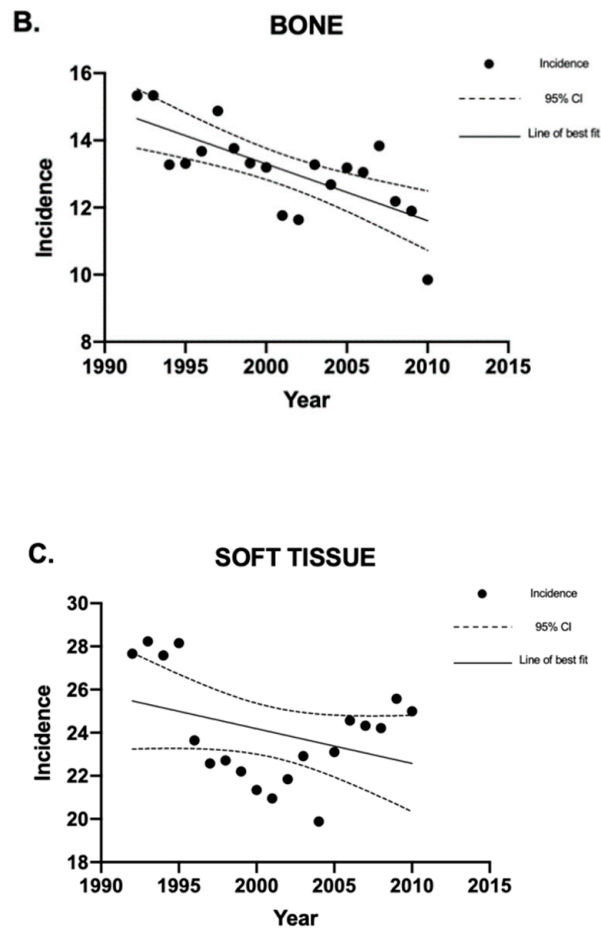 B.
BONE
Incidence
95% CI
Line of best fit
16
14
12
10
8
Incidence
1990 1995 2000 2005 2010 2015
Year
C.
SOFT TISSUE
Incidence
95% CI
Line of best fit
30
28
26
24
22
20
18
Incidence
1990 1995 2000 2005 2010 2015
Year